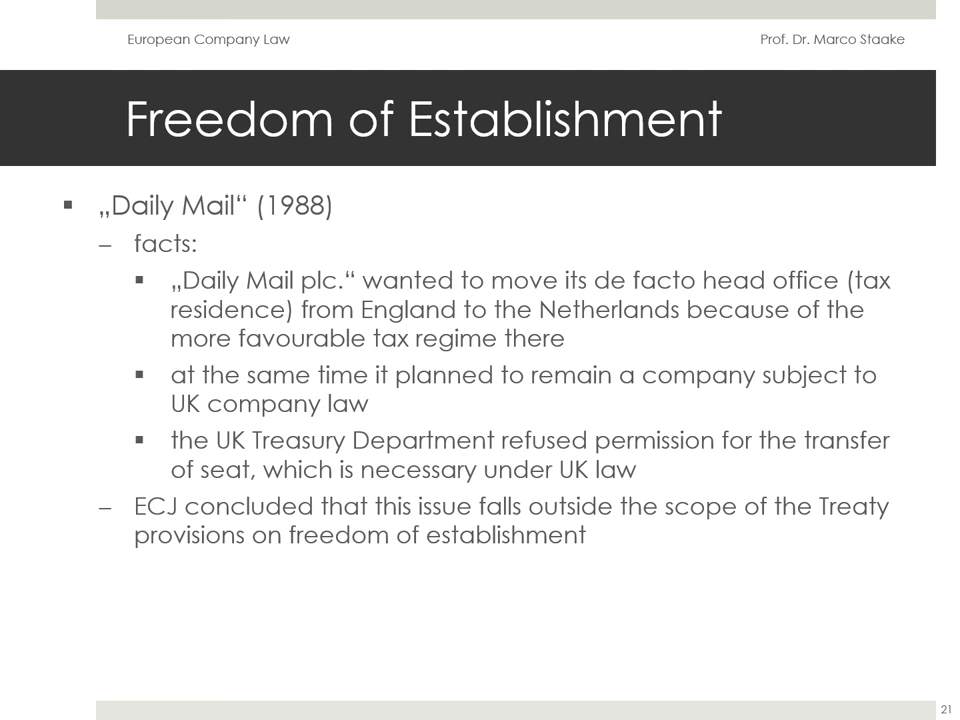 European Company Law
Prof. Dr. Marco Staake
Freedom of Establishment
▪ „Daily Mail“ (1988)
– facts:
▪ „Daily Mail plc.“ wanted to move its de facto head office (tax
residence) from England to the Netherlands because of the
more favourable tax regime there
▪ at the same time it planned to remain a company subject to
UK company law
▪ the UK Treasury Department refused permission for the transfer
of seat, which is necessary under UK law
– ECJ concluded that this issue falls outside the scope of the Treaty
provisions on freedom of establishment
21